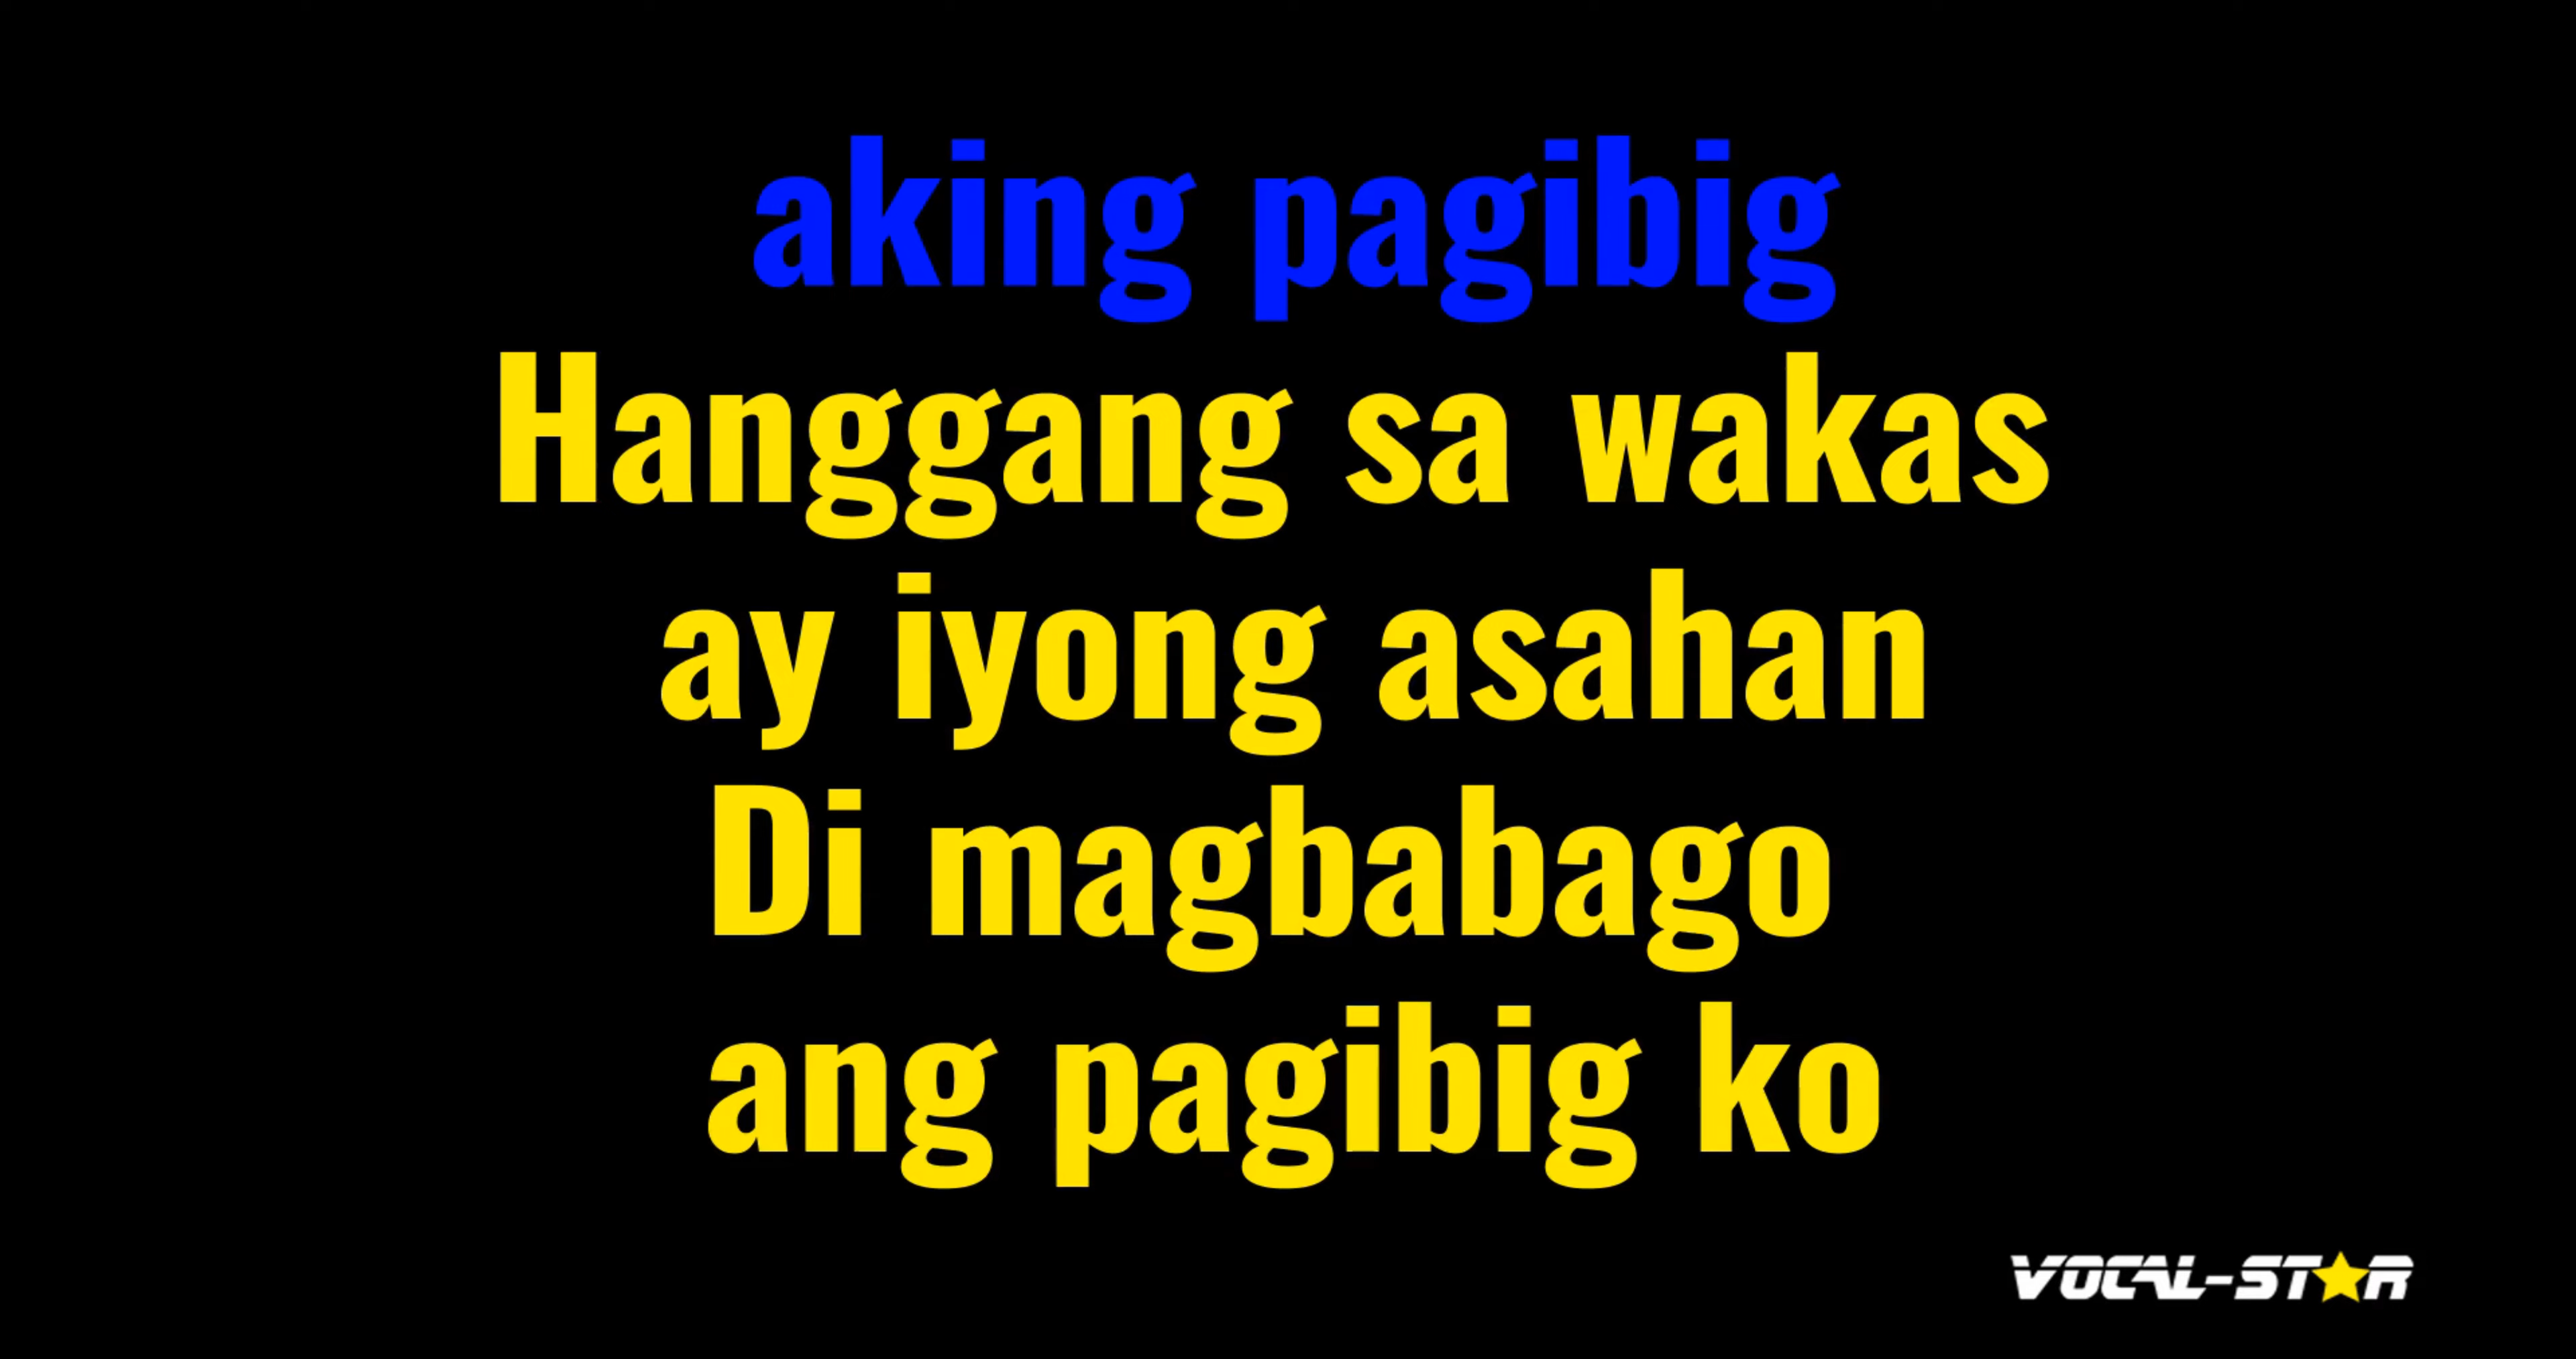 aking pagibig
Hanggang sa wakas
ay iyong asahan
Di magbabago
ang pagibig ko
VOCAL-STAR